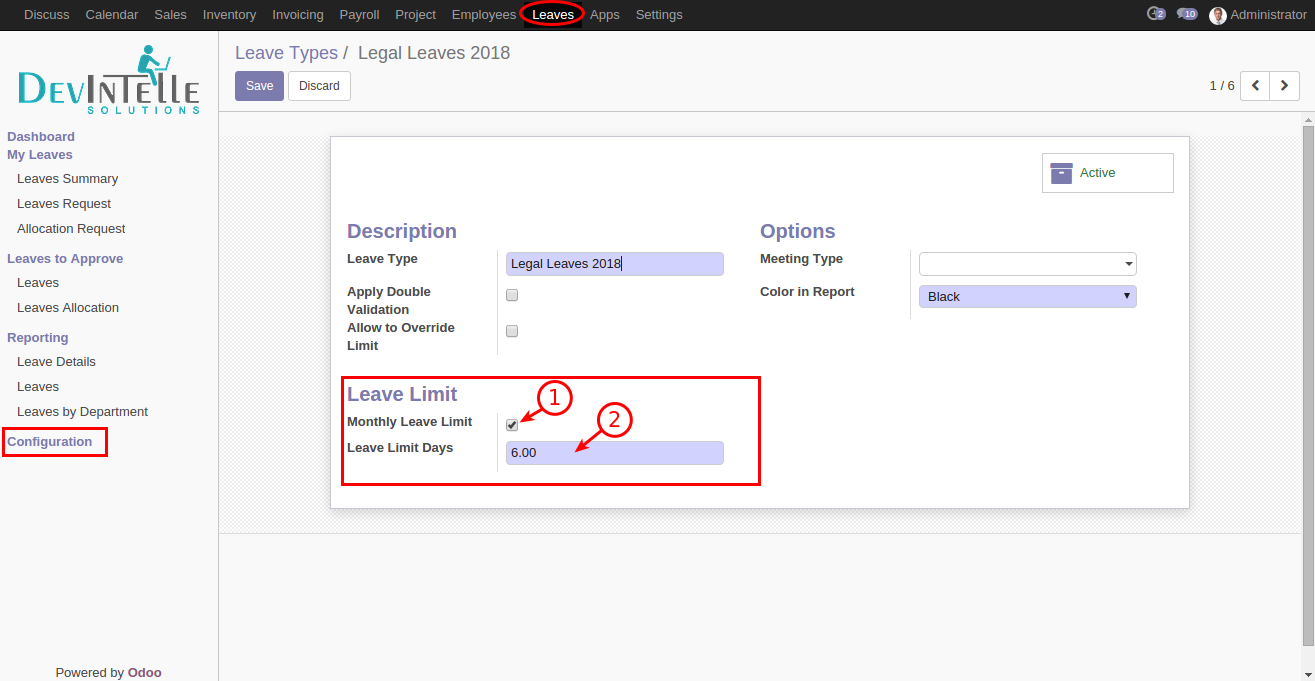 Discuss Calendar Sales Inventory Invoicing Payroll Project Employees Leaves Apps Settings 2 10 Administrator
DevIntelle
SOLUTIONS
Dashboard
My Leaves
Leaves Summary
Leaves Request
Allocation Request
Leaves to Approve
Leaves
Leaves Allocation
Reporting
Leave Details
Leaves
Leaves by Department
Configuration
Powered by Odoo
Leave Types / Legal Leaves 2018
Save Discard 1 / 6
Active
Description
Leave Type Legal Leaves 2018
Apply Double
Validation
Allow to Override
Limit
Options
Meeting Type
Color in Report Black
Leave Limit
Monthly Leave Limit 1
Leave Limit Days 6.00 2